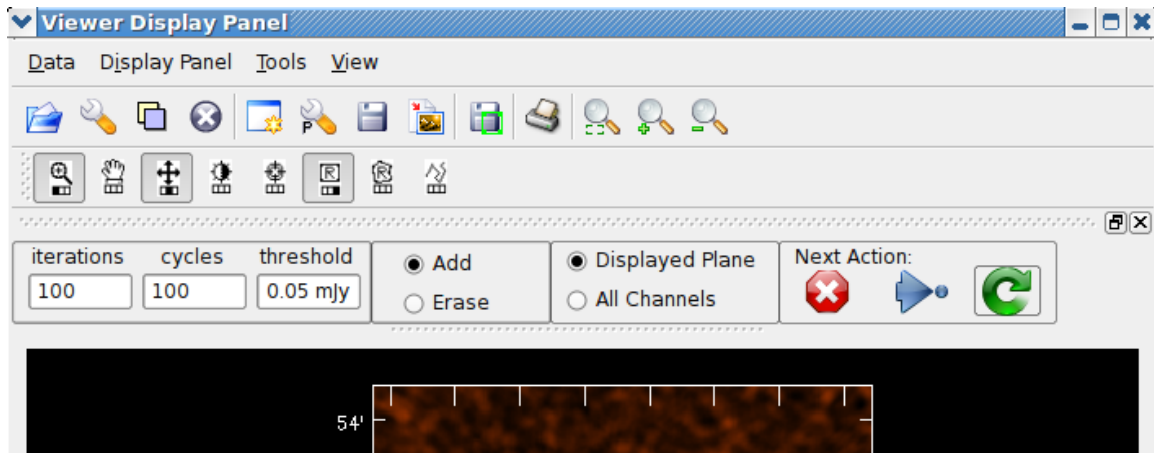 Viewer Display Panel
Data Display Panel Tools View
P
R R
iterations cycles threshold
100 100 0.05 mJy
Add
Erase
Displayed Plane
All Channels
Next Action:
54'